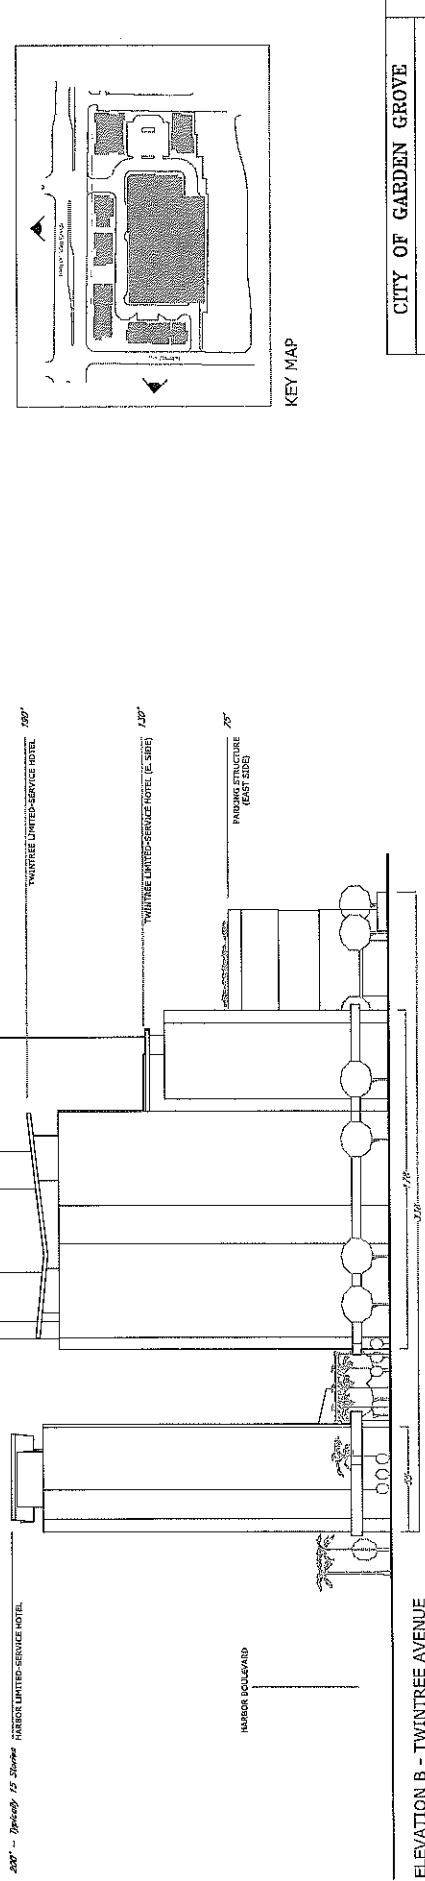 200' - Typically 15 Stories
HARBOR LIMITED-SERVICE HOTEL
HARBOR BOULEVARD
TWINTREE LIMITED-SERVICE HOTEL
190'
TWINTREE LIMITED-SERVICE HOTEL (E. SIDE)
130'
PARKING STRUCTURE
(EAST SIDE)
75'
ELEVATION B - TWINTREE AVENUE
KEY MAP
CITY OF GARDEN GROVE